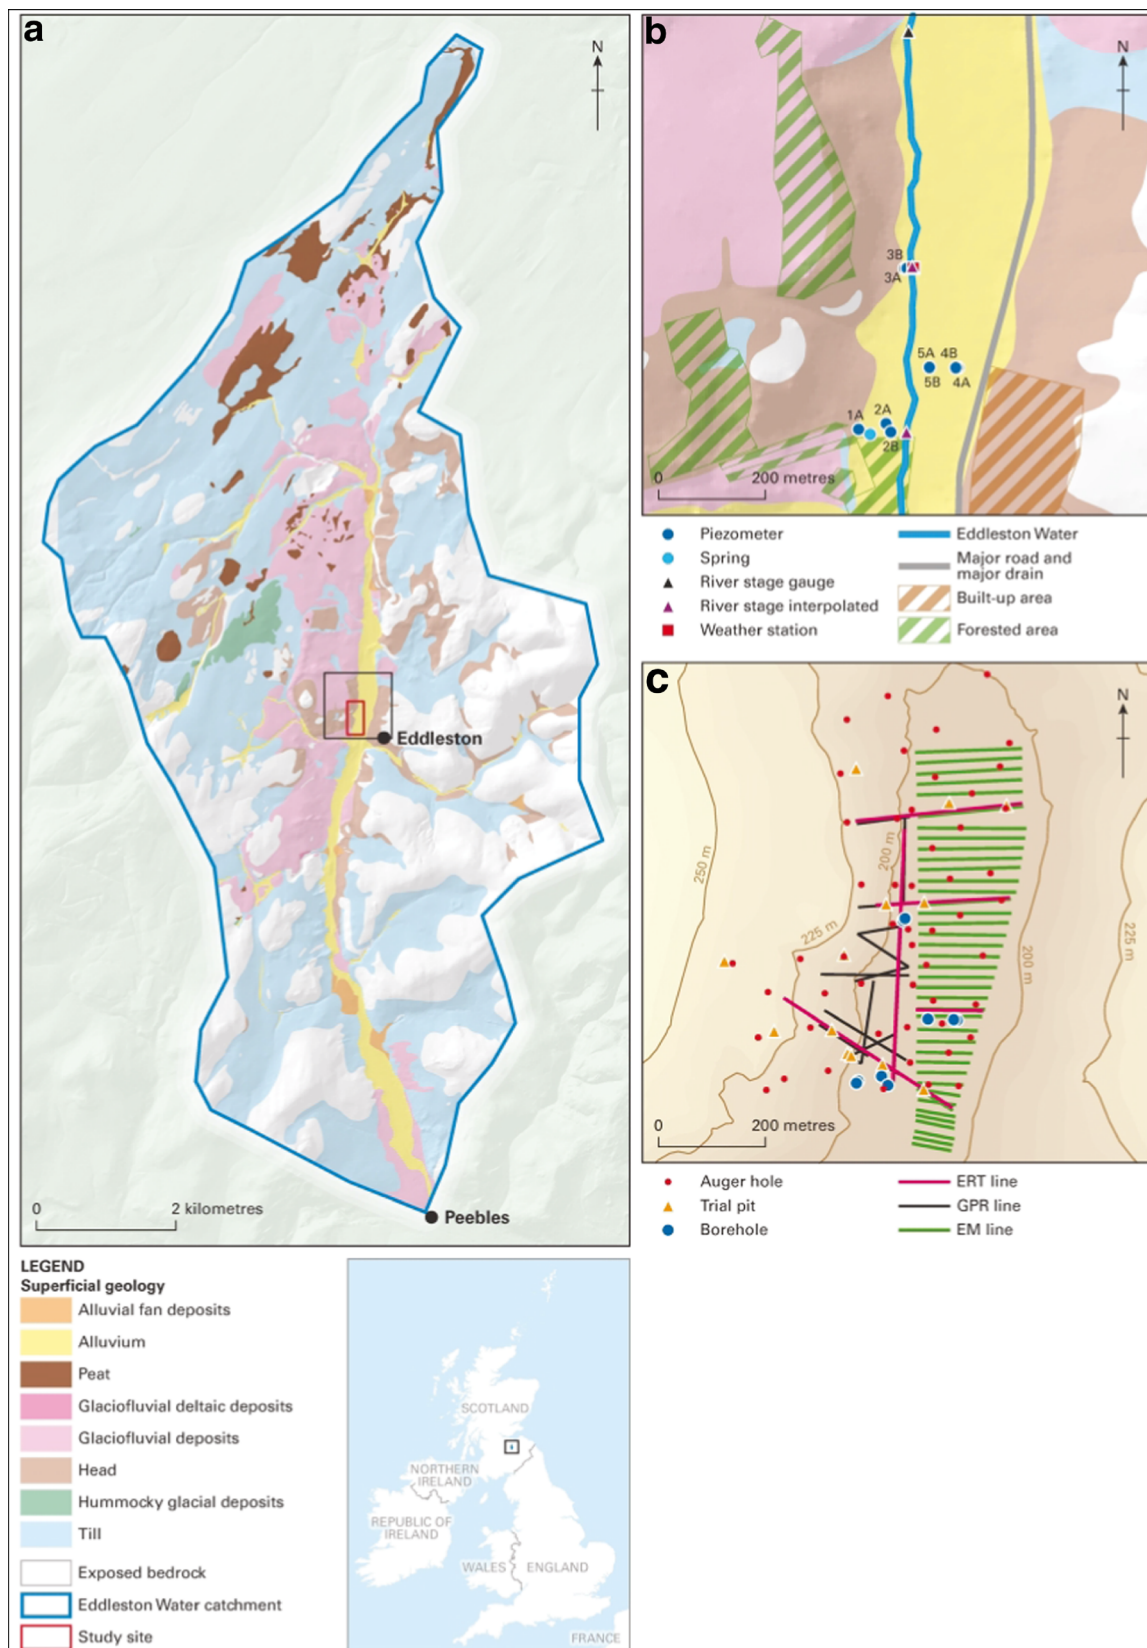 a
N
Eddleston
0
2 kilometres
Peebles
LEGEND
Superficial geology
Alluvial fan deposits
Alluvium
Peat
Glaciofluvial deltaic deposits
Glaciofluvial deposits
Head
Hummocky glacial deposits
Till
Exposed bedrock
Eddleston Water catchment
Study site
SCOTLAND
NORTHERN
IRELAND
REPUBLIC OF
IRELAND
WALES
ENGLAND
FRANCE
b
N
3B
3A
5A 4B
5B 4A
1A
2A
2B
0
200 metres
Piezometer
Spring
River stage gauge
River stage interpolated
Weather station
Eddleston Water
Major road and
major drain
Built-up area
Forested area
c
N
250 m
200 m
225 m
200 m
225 m
0
200 metres
Auger hole
Trial pit
Borehole
ERT line
GPR line
EM line